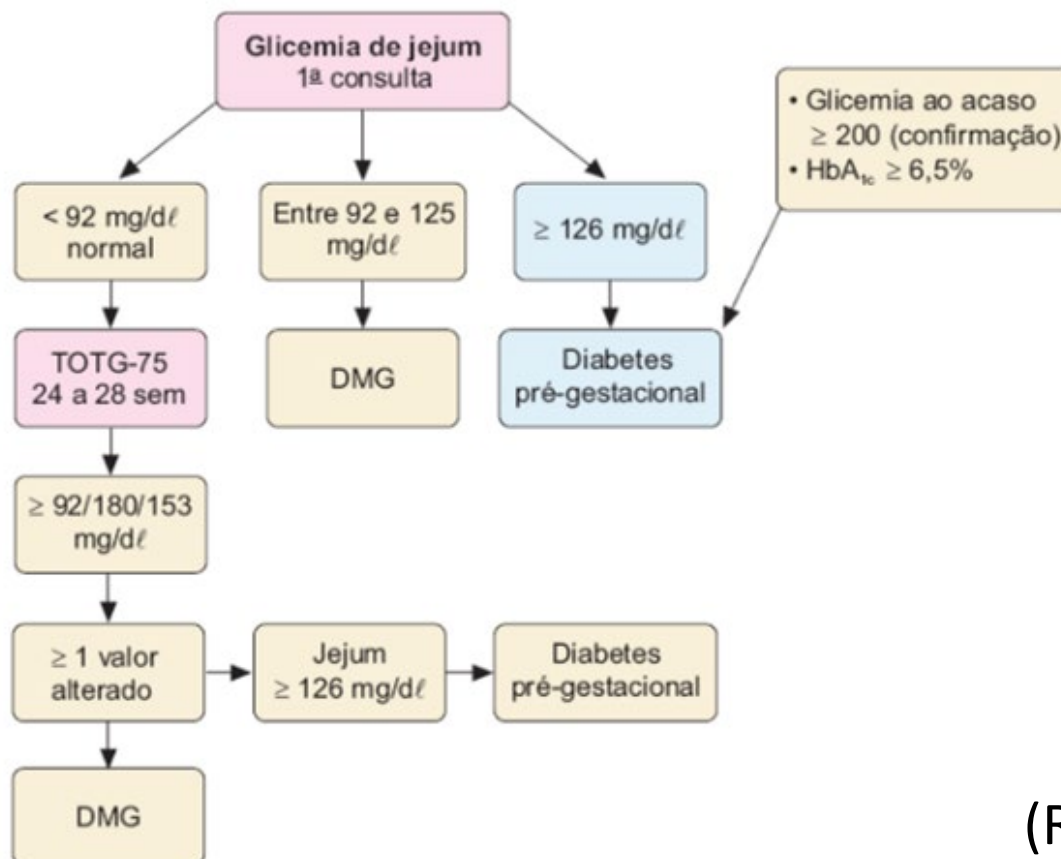 Glicemia de jejum
1ª consulta
• Glicemia ao acaso
≥ 200 (confirmação)
• HbA1c ≥ 6,5%
< 92 mg/dℓ
normal
Entre 92 e 125
mg/dℓ
≥ 126 mg/dℓ
TOTG-75
24 a 28 sem
DMG
Diabetes
pré-gestacional
≥ 92/180/153
mg/dℓ
≥ 1 valor
alterado
Jejum
≥ 126 mg/dℓ
Diabetes
pré-gestacional
DMG